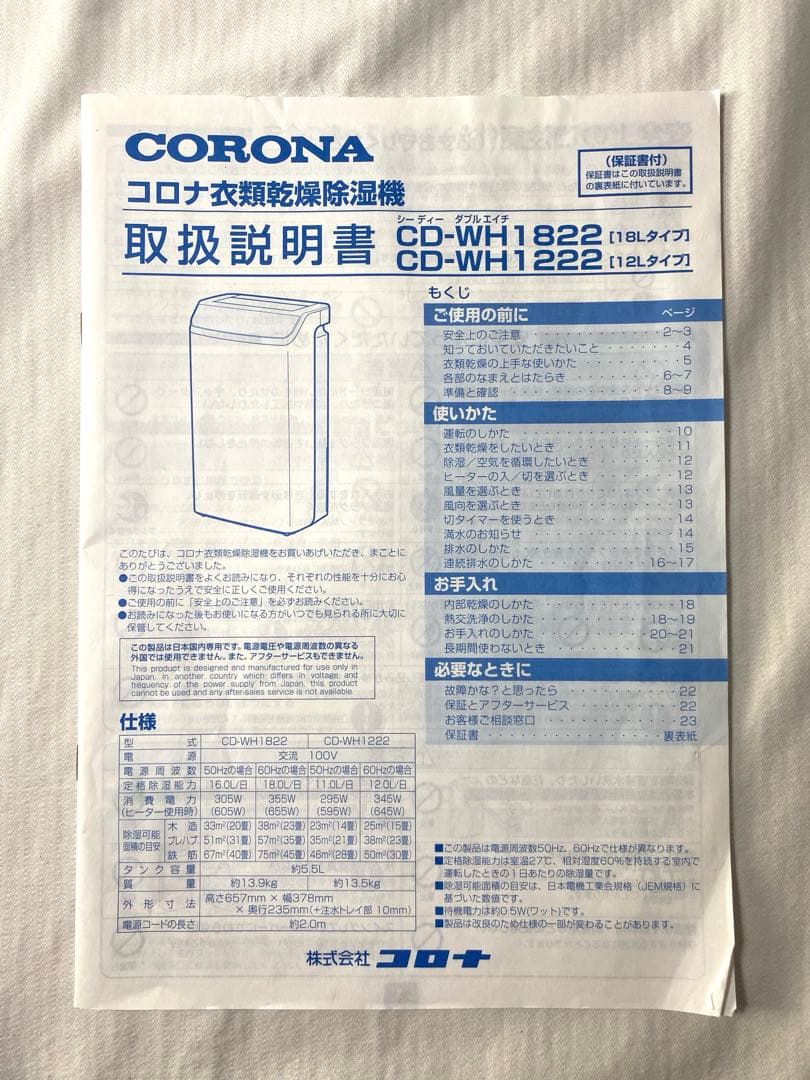 CORONA
コロナ衣類乾燥除湿機
(保証書付)
保証書はこの取扱説明書
の裏表紙に付いています。
取扱説明書
シーディー ダブルエイチ
CD-WH1822[18Lタイプ]
CD-WH1222[12Lタイプ]
もくじ
ご使用の前に ページ
安全上のご注意・・・・・・・・・・・・・・2〜3
知っておいていただきたいこと・・・・・・・・4
衣類乾燥の上手な使いかた・・・・・・・・・・5
各部のなまえとはたらき・・・・・・・・・・6〜7
準備と確認・・・・・・・・・・・・・・・・8〜9
使いかた
運転のしかた・・・・・・・・・・・・・・・10
衣類乾燥をしたいとき・・・・・・・・・・・11
除湿／空気を循環したいとき・・・・・・・・12
ヒーターの入／切を選ぶとき・・・・・・・・12
風量を選ぶとき・・・・・・・・・・・・・・13
風向を選ぶとき・・・・・・・・・・・・・・13
切タイマーを使うとき・・・・・・・・・・・14
満水のお知らせ・・・・・・・・・・・・・・14
排水のしかた・・・・・・・・・・・・・・・15
連続排水のしかた・・・・・・・・・・・16〜17
お手入れ
内部乾燥のしかた・・・・・・・・・・・・・18
熱交洗浄のしかた・・・・・・・・・・・18〜19
お手入れのしかた・・・・・・・・・・・20〜21
長期間使わないとき・・・・・・・・・・・・21
必要なときに
故障かな？と思ったら・・・・・・・・・・・22
保証とアフターサービス・・・・・・・・・・22
お客様ご相談窓口・・・・・・・・・・・・・23
保証書・・・・・・・・・・・・・・・・裏表紙
このたびは、コロナ衣類乾燥除湿機をお買いあげいただき、まことに
ありがとうございました。
●この取扱説明書をよくお読みになり、それぞれの性能を十分にお心
得になったうえで安全に正しくご使用ください。
●ご使用の前に「安全上のご注意」を必ずお読みください。
●お読みになった後もお使いになる方がいつでも見られる所に大切に
保管してください。
この製品は日本国内専用です。電源電圧や電源周波数の異なる
外国では使用できません。また、アフターサービスもできません。
This product is designed and manufactured for use only in
Japan. In another country which differs in voltage and
frequency of the power supply from Japan, this product
cannot be used and any after-sales service is not available.
仕様
型式 CD-WH1822 CD-WH1222
電源 交流 100V
電源周波数 50Hzの場合 60Hzの場合 50Hzの場合 60Hzの場合
定格除湿能力 16.0L/日 18.0L/日 11.0L/日 12.0L/日
消費電力 305W 355W 295W 345W
(ヒーター使用時) (605W) (655W) (595W) (645W)
除湿可能面積の目安 木造 33m²(20畳) 38m²(23畳) 23m²(14畳) 25m²(15畳)
プレハブ 51m²(31畳) 57m²(35畳) 35m²(21畳) 38m²(23畳)
鉄筋 67m²(40畳) 75m²(45畳) 46m²(28畳) 50m²(30畳)
タンク容量 約5.5L
質量 約13.9kg 約13.5kg
外形寸法 高さ657mm × 幅378mm
× 奥行235mm(+注水トレイ部 10mm)
電源コードの長さ 約2.0m
■この製品は電源周波数50Hz、60Hzで仕様が異なります。
■定格除湿能力は室温27℃、相対湿度60％を持続する室内で
運転したときの1日あたりの除湿量です。
■除湿可能面積の目安は、日本電機工業会規格（JEM規格）に
基づいた数値です。
■待機電力は約0.5W(ワット)です。
■製品は改良のため仕様の一部が変わることがあります。
株式会社 コロナ